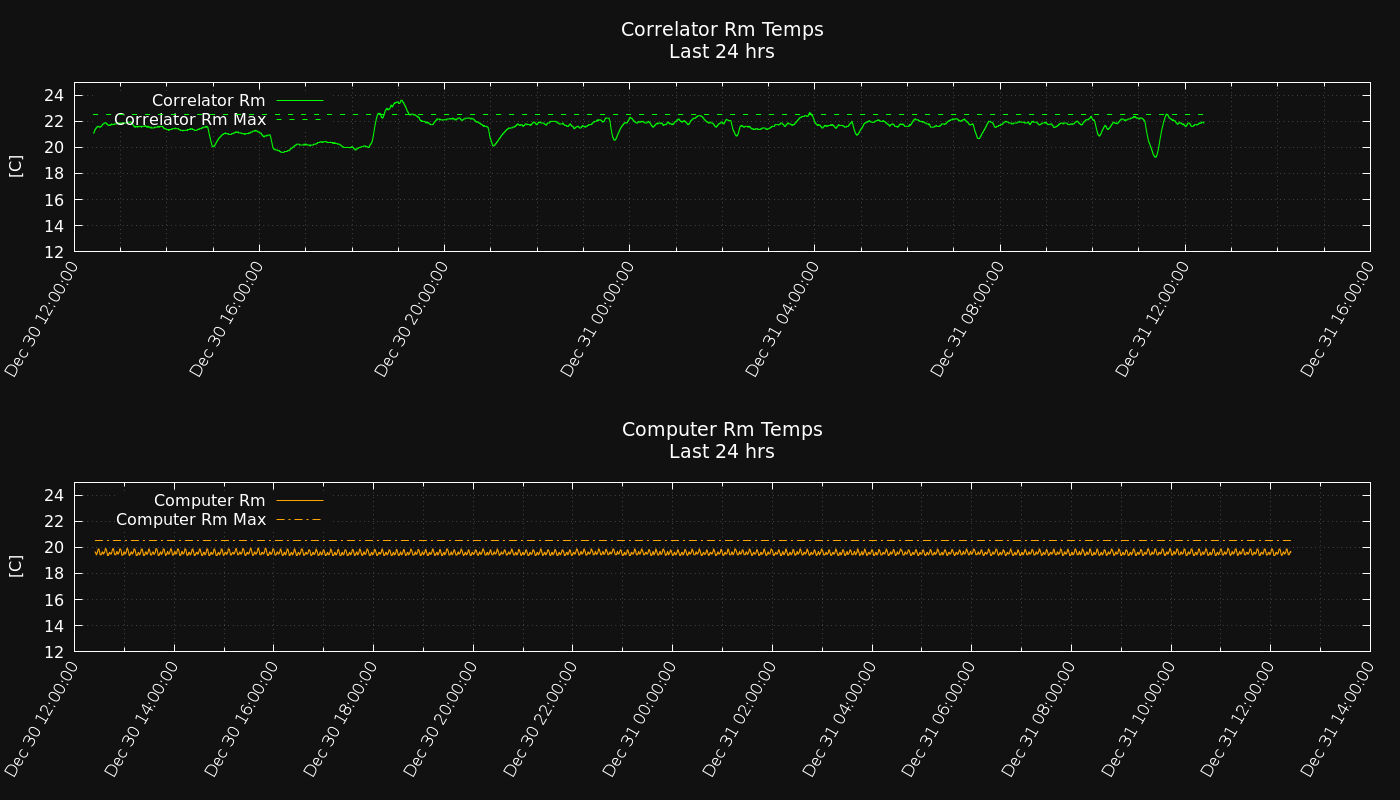 Correlator Rm Temps
Last 24 hrs
Correlator Rm
Correlator Rm Max
[C]
24
22
20
18
16
14
12
Dec 30 12:00:00
Dec 30 16:00:00
Dec 30 20:00:00
Dec 31 00:00:00
Dec 31 04:00:00
Dec 31 08:00:00
Dec 31 12:00:00
Dec 31 16:00:00
Computer Rm Temps
Last 24 hrs
Computer Rm
Computer Rm Max
[C]
24
22
20
18
16
14
12
Dec 30 12:00:00
Dec 30 14:00:00
Dec 30 16:00:00
Dec 30 18:00:00
Dec 30 20:00:00
Dec 30 22:00:00
Dec 31 00:00:00
Dec 31 02:00:00
Dec 31 04:00:00
Dec 31 06:00:00
Dec 31 08:00:00
Dec 31 10:00:00
Dec 31 12:00:00
Dec 31 14:00:00